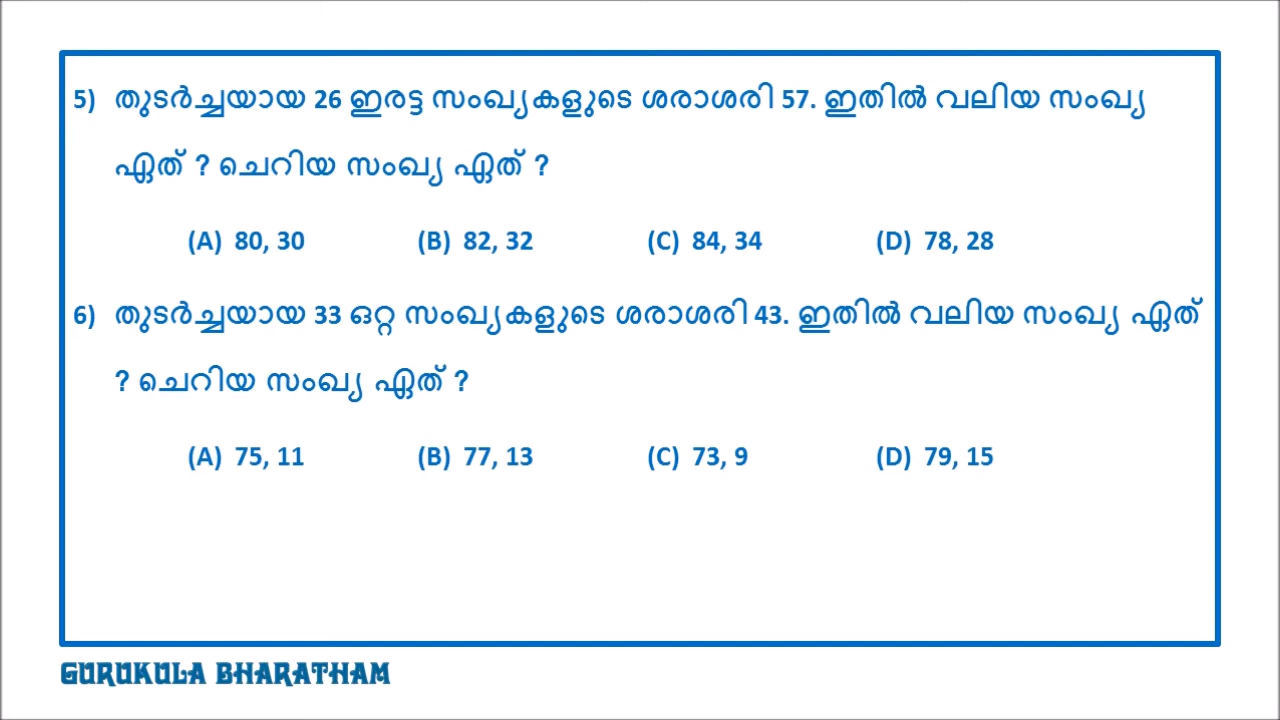 5) തുടർച്ചയായ 26 ഇരട്ട സംഖ്യകളുടെ ശരാശരി 57. ഇതിൽ വലിയ സംഖ്യ
ഏത് ? ചെറിയ സംഖ്യ ഏത് ?
(A) 80, 30 (B) 82, 32 (C) 84, 34 (D) 78, 28
6) തുടർച്ചയായ 33 ഒറ്റ സംഖ്യകളുടെ ശരാശരി 43. ഇതിൽ വലിയ സംഖ്യ ഏത്
? ചെറിയ സംഖ്യ ഏത് ?
(A) 75, 11 (B) 77, 13 (C) 73, 9 (D) 79, 15
GURUKULA BHARATHAM